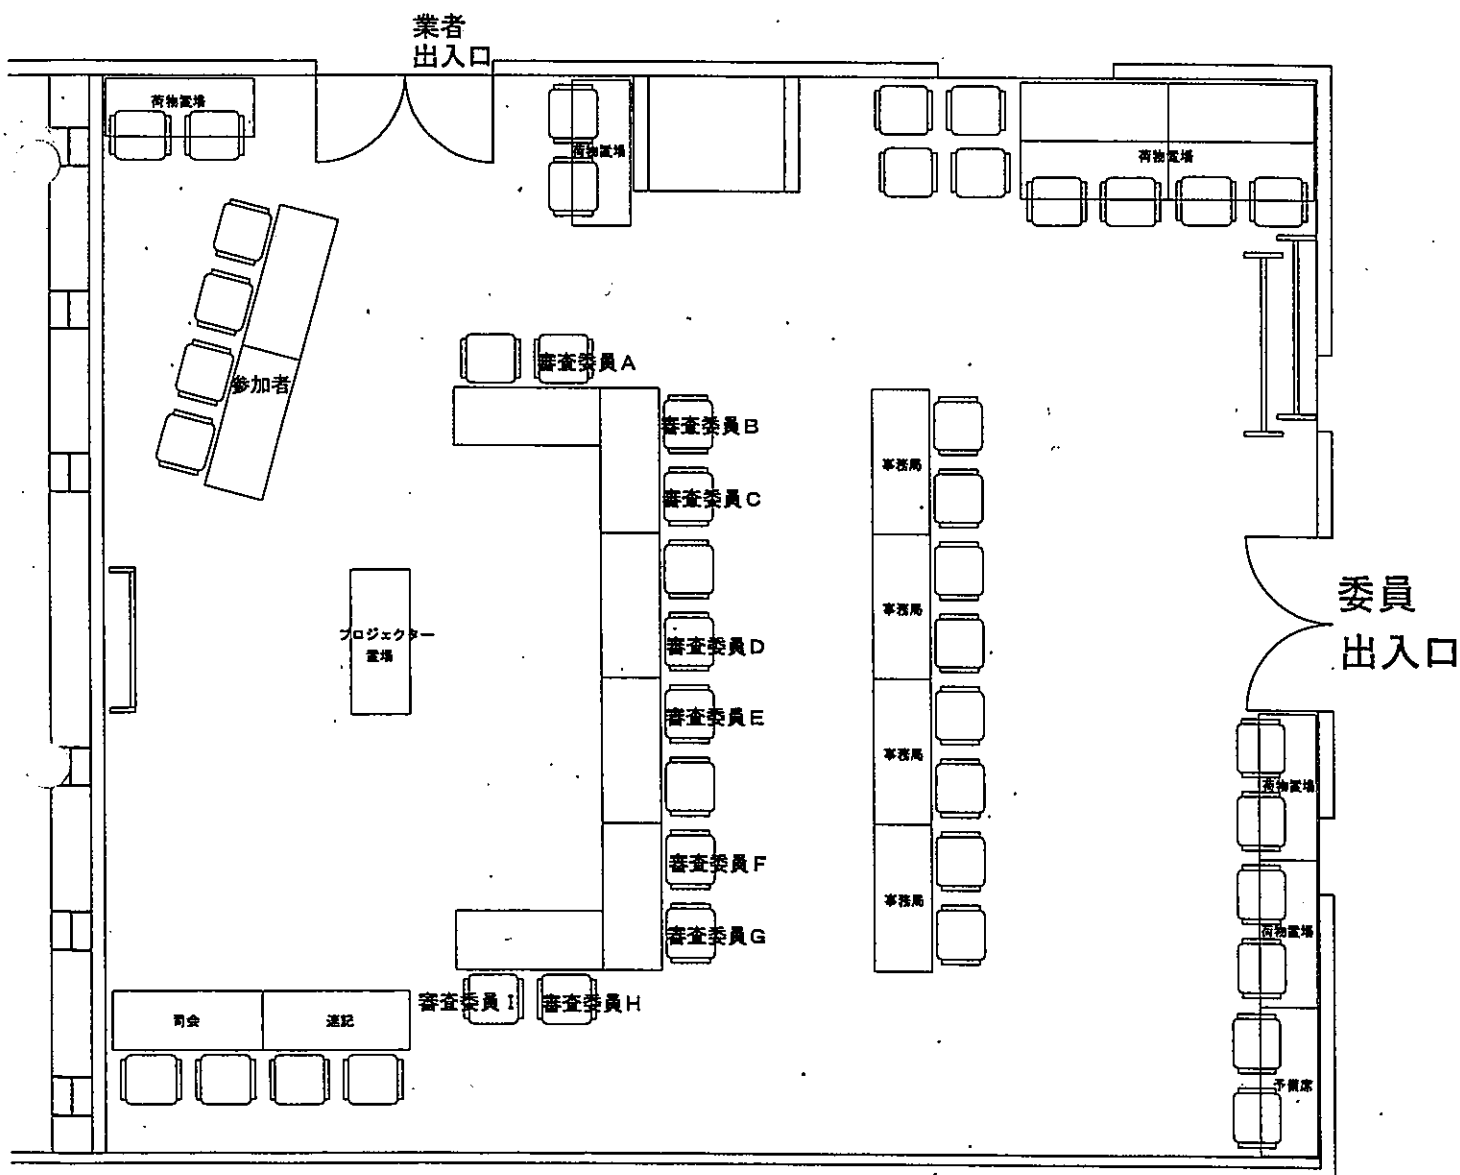 業者
出入口
荷物置場
荷物置場
荷物置場
審査委員A
参加者
審査委員B
事務局
審査委員C
委員
出入口
事務局
プロジェクター
置場
審査委員D
審査委員E
事務局
荷物置場
審査委員F
事務局
荷物置場
審査委員G
審査委員I
審査委員H
司会
速記
予備席